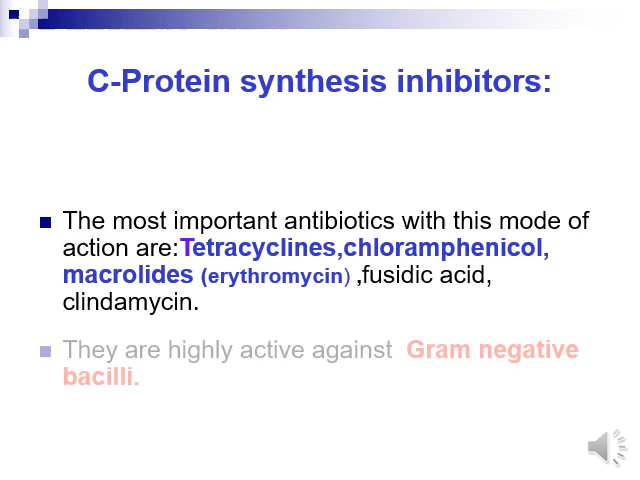 C-Protein synthesis inhibitors:
The most important antibiotics with this mode of
action are:Tetracyclines,chloramphenicol,
macrolides (erythromycin) ,fusidic acid,
clindamycin.
They are highly active against Gram negative
bacilli.